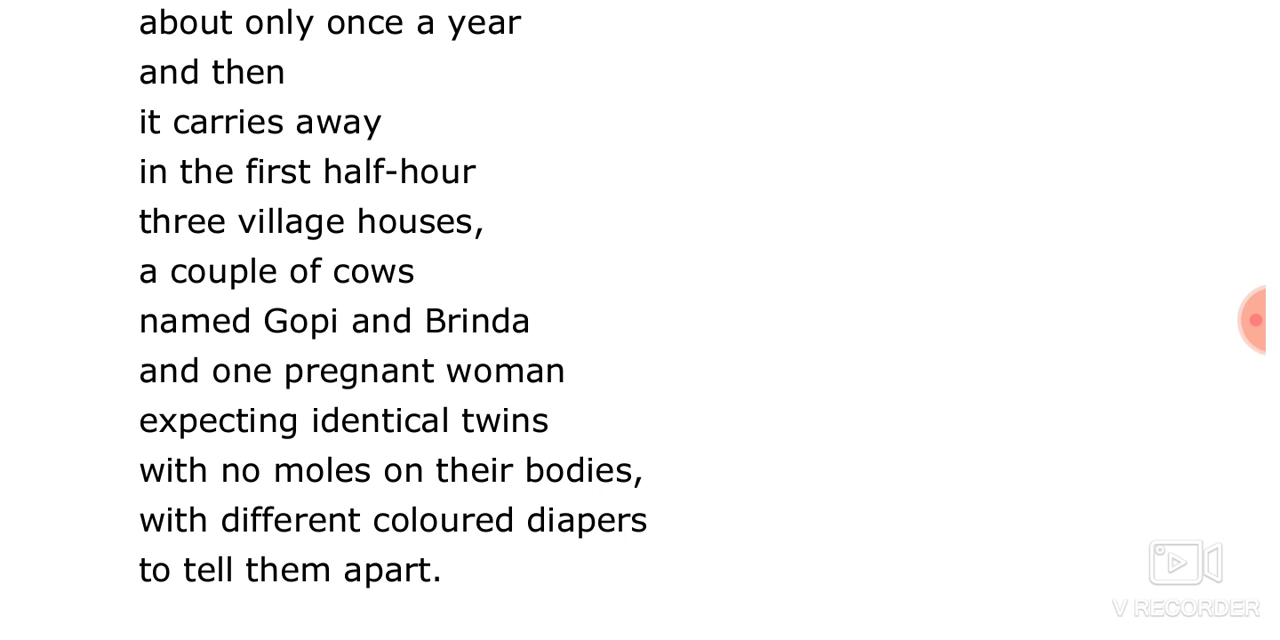 about only once a year
and then
it carries away
in the first half-hour
three village houses,
a couple of cows
named Gopi and Brinda
and one pregnant woman
expecting identical twins
with no moles on their bodies,
with different coloured diapers
to tell them apart.
V RECORDER